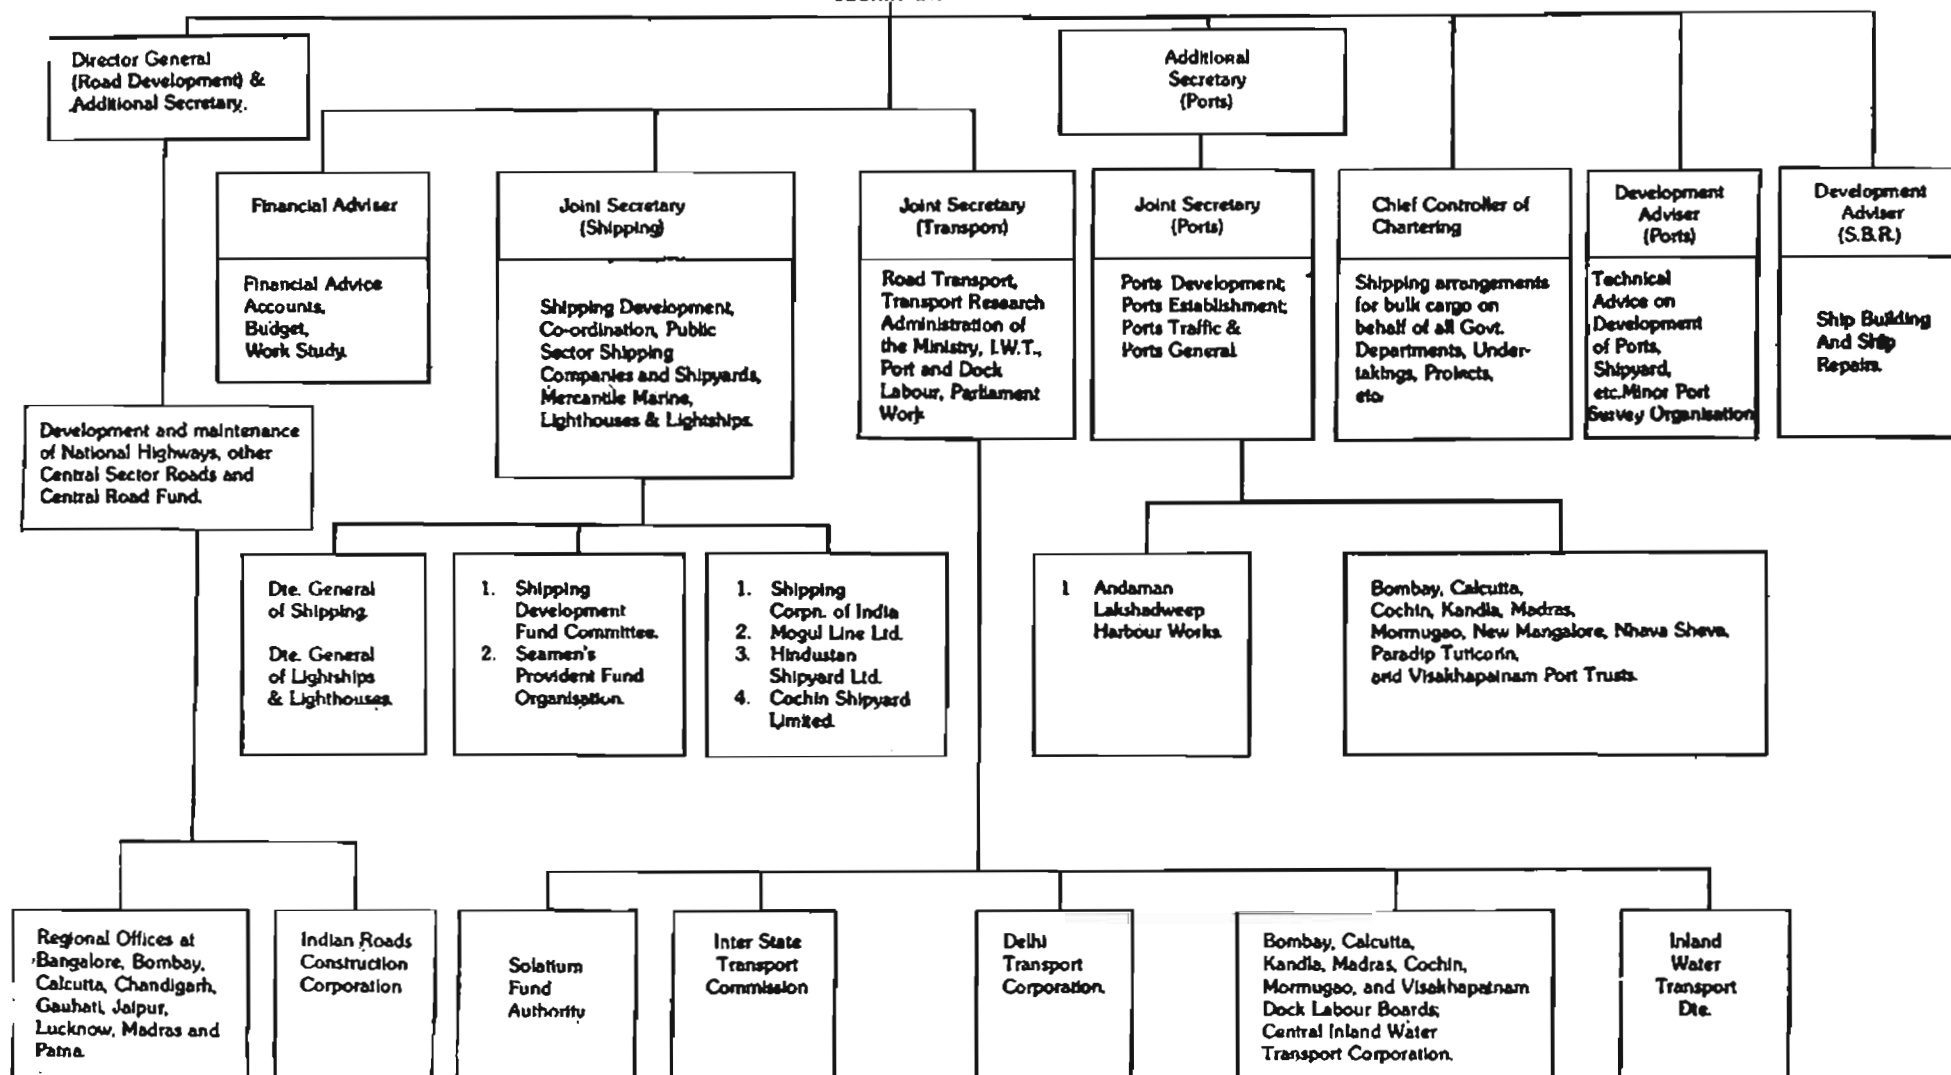 Director General
(Road Development) &
Additional Secretary.
Additional
Secretary
(Ports)
Financial Adviser
Financial Advice
Accounts,
Budget,
Work Study.
Joint Secretary
(Shipping)
Shipping Development,
Co-ordination, Public
Sector Shipping
Companies and Shipyards,
Mercantile Marine,
Lighthouses & Lightships.
Joint Secretary
(Transport)
Road Transport,
Transport Research
Administration of
the Ministry, I.W.T.,
Port and Dock
Labour, Parliament
Work.
Joint Secretary
(Ports)
Ports Development;
Ports Establishment;
Ports Traffic &
Ports General.
Chief Controller of
Chartering
Shipping arrangements
for bulk cargo on
behalf of all Govt.
Departments, Under-
takings, Projects,
etc.
Development
Adviser
(Ports)
Technical
Advice on
Development
of Ports,
Shipyard,
etc.Minor Port
Survey Organisation
Development
Adviser
(S.B.R.)
Ship Building
And Ship
Repairs.
Development and maintenance
of National Highways, other
Central Sector Roads and
Central Road Fund.
Dte. General
of Shipping.
Dte. General
of Lightships
& Lighthouses.
1. Shipping
Development
Fund Committee.
2. Seamen's
Provident Fund
Organisation.
1. Shipping
Corpn. of India
2. Mogul Line Ltd.
3. Hindustan
Shipyard Ltd.
4. Cochin Shipyard
Limited.
1 Andaman
Lakshadweep
Harbour Works.
Bombay, Calcutta,
Cochin, Kandla, Madras,
Mormugao, New Mangalore, Nhava Sheva,
Paradip Tuticorin,
and Visakhapatnam Port Trusts.
Regional Offices at
Bangalore, Bombay,
Calcutta, Chandigarh,
Gauhati, Jaipur,
Lucknow, Madras and
Patna.
Indian Roads
Construction
Corporation
Solatium
Fund
Authority
Inter State
Transport
Commission
Delhi
Transport
Corporation.
Bombay, Calcutta,
Kandla, Madras, Cochin,
Mormugao, and Visakhapatnam
Dock Labour Boards;
Central Inland Water
Transport Corporation.
Inland
Water
Transport
Dte.